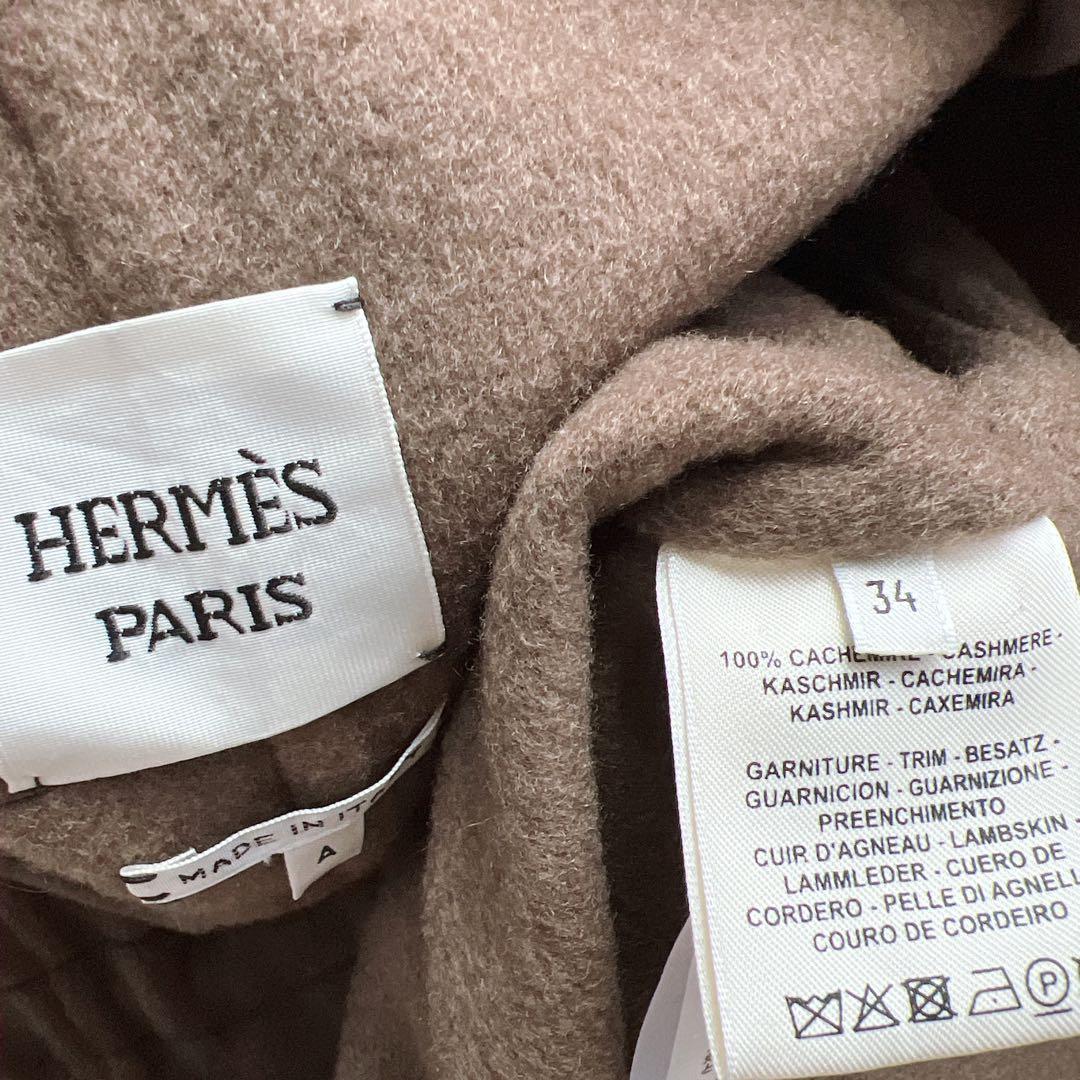 HERMÈS
PARIS
MADE IN ITA
A
34
100% CACHEMIRE - CASHMERE -
KASCHMIR - CACHEMIRA -
KASHMIR - CAXEMIRA
GARNITURE - TRIM - BESATZ -
GUARNICION - GUARNIZIONE -
PREENCHIMENTO
CUIR D'AGNEAU - LAMBSKIN -
LAMMLEDER - CUERO DE
CORDERO - PELLE DI AGNELL
COURO DE CORDEIRO
P